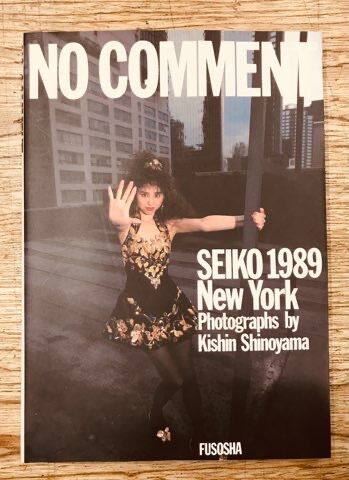 NO COMMENT
SEIKO 1989
New York
Photographs by
Kishin Shinoyama
FUSOSHA